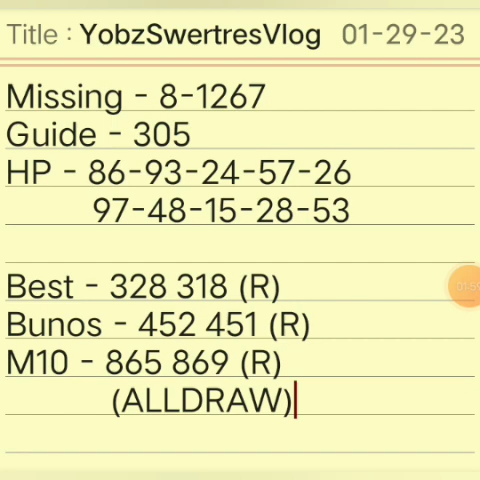 Title : YobzSwertresVlog 01-29-23
Missing - 8-1267
Guide - 305
HP - 86-93-24-57-26
97-48-15-28-53
Best - 328 318 (R)
Bunos - 452 451 (R)
M10 - 865 869 (R)
(ALLDRAW)